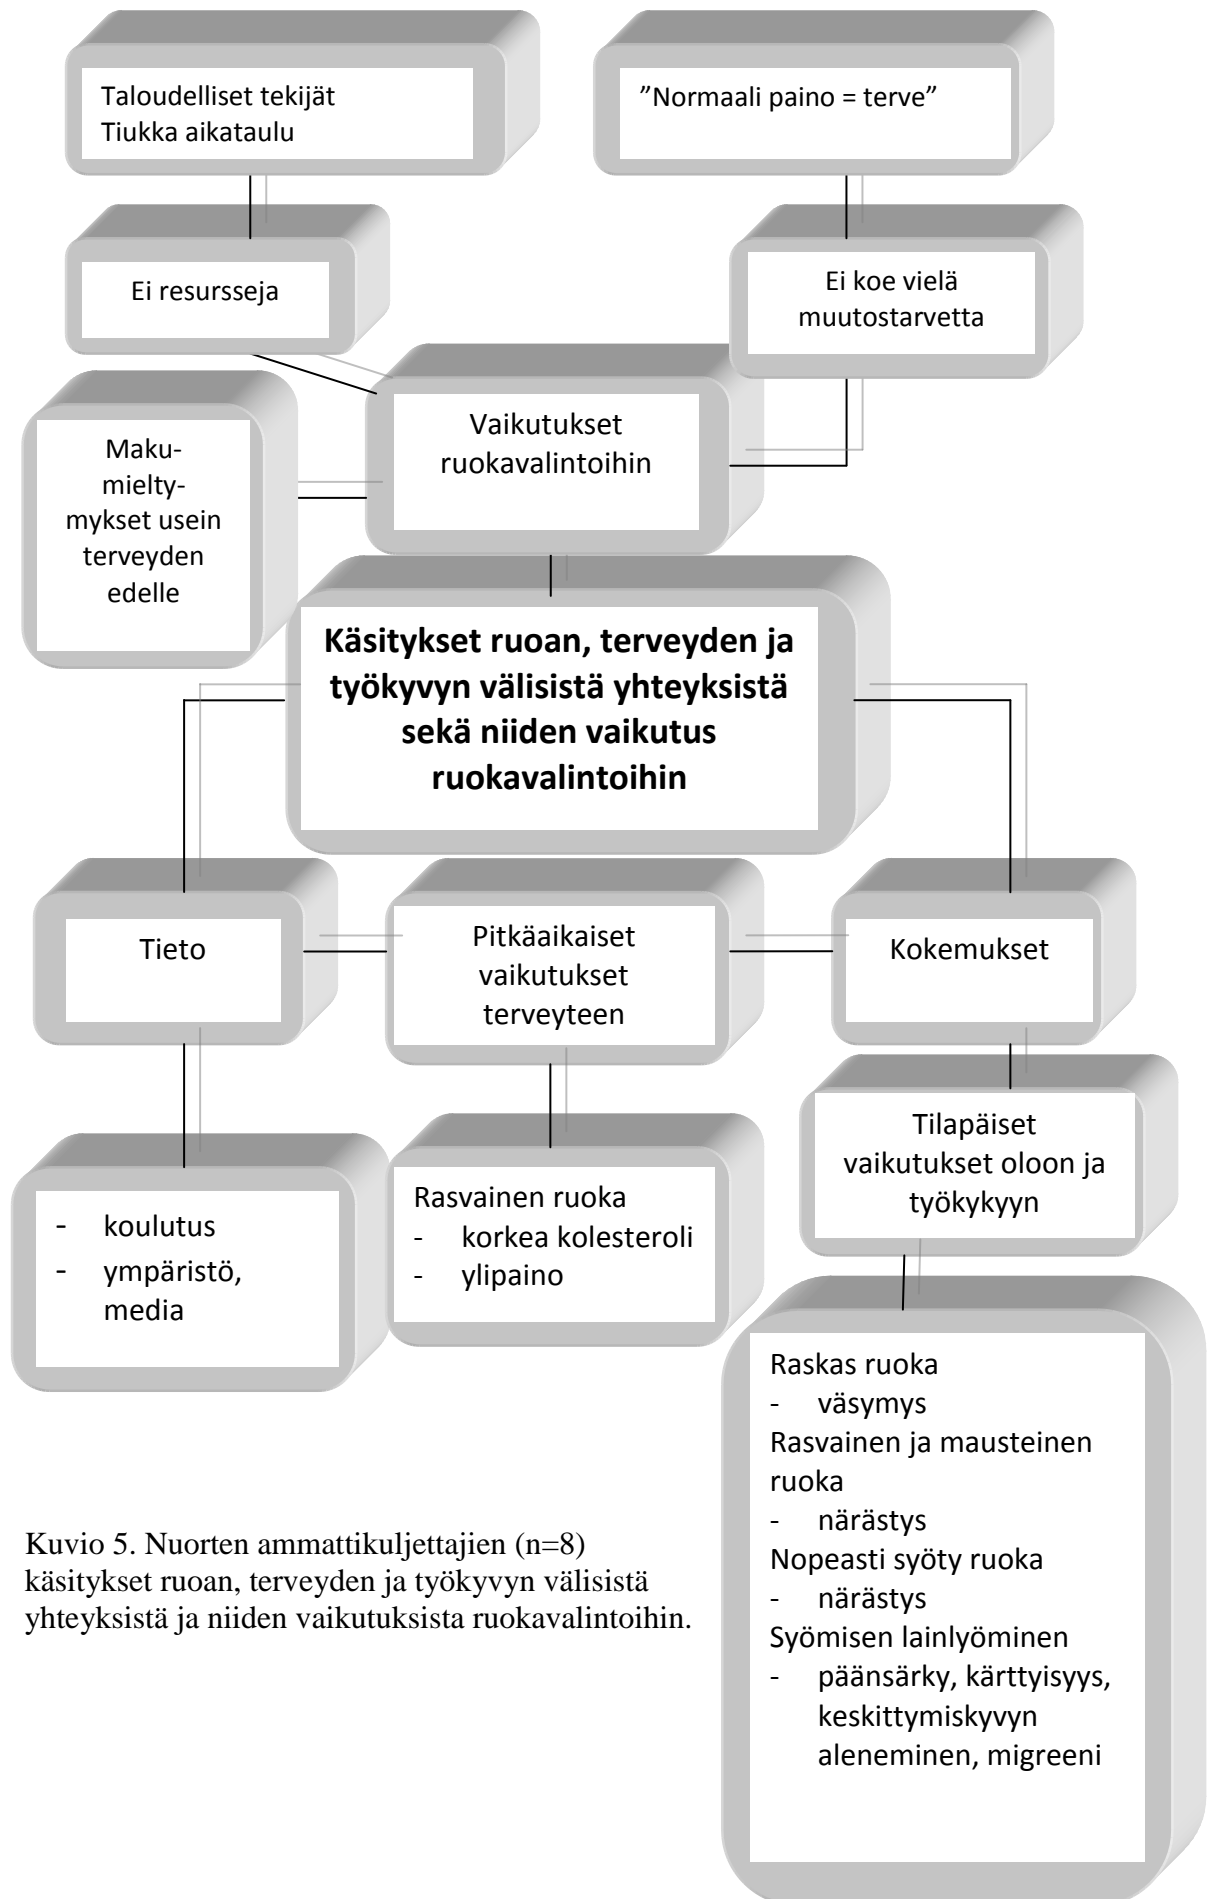 Taloudelliset tekijät
Tiukka aikataulu
”Normaali paino = terve”
Ei resursseja
Ei koe vielä
muutostarvetta
Maku-
mielty-
mykset usein
terveyden
edelle
Vaikutukset
ruokavalintoihin
Käsitykset ruoan, terveyden ja
työkyvyn välisistä yhteyksistä
sekä niiden vaikutus
ruokavalintoihin
Tieto
Pitkäaikaiset
vaikutukset
terveyteen
Kokemukset
- koulutus
- ympäristö,
media
Rasvainen ruoka
- korkea kolesteroli
- ylipaino
Tilapäiset
vaikutukset oloon ja
työkykyyn
Raskas ruoka
- väsymys
Rasvainen ja mausteinen
ruoka
- närästys
Nopeasti syöty ruoka
- närästys
Syömisen lainlyöminen
- päänsärky, kärttyisyys,
keskittymiskyvyn
aleneminen, migreeni
Kuvio 5. Nuorten ammattikuljettajien (n=8)
käsitykset ruoan, terveyden ja työkyvyn välisistä
yhteyksistä ja niiden vaikutuksista ruokavalintoihin.